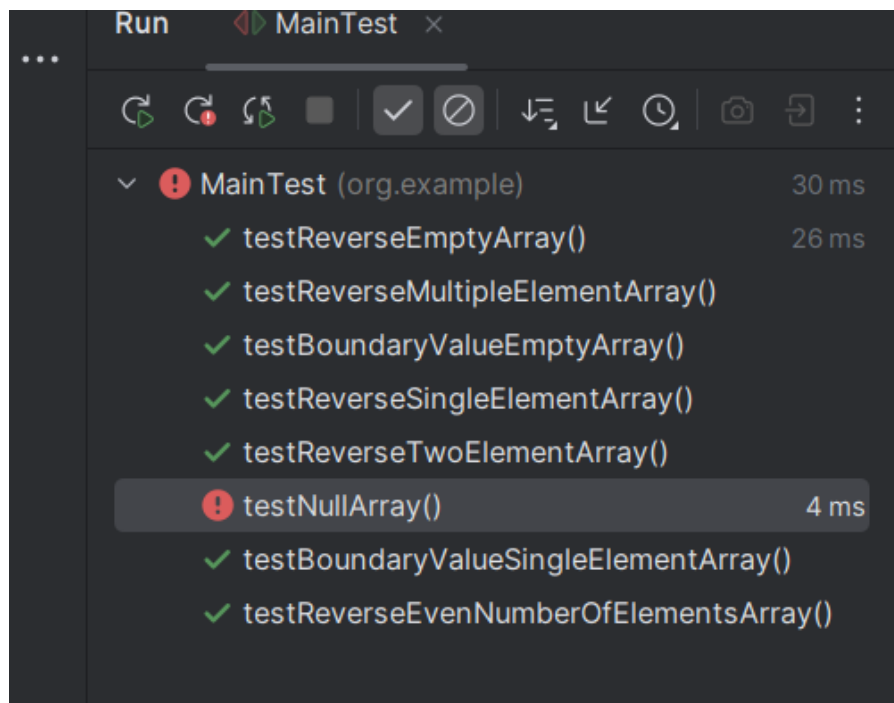 Run MainTest
MainTest (org.example) 30 ms
testReverseEmptyArray() 26 ms
testReverseMultipleElementArray()
testBoundaryValueEmptyArray()
testReverseSingleElementArray()
testReverseTwoElementArray()
testNullArray() 4 ms
testBoundaryValueSingleElementArray()
testReverseEvenNumberOfElementsArray()